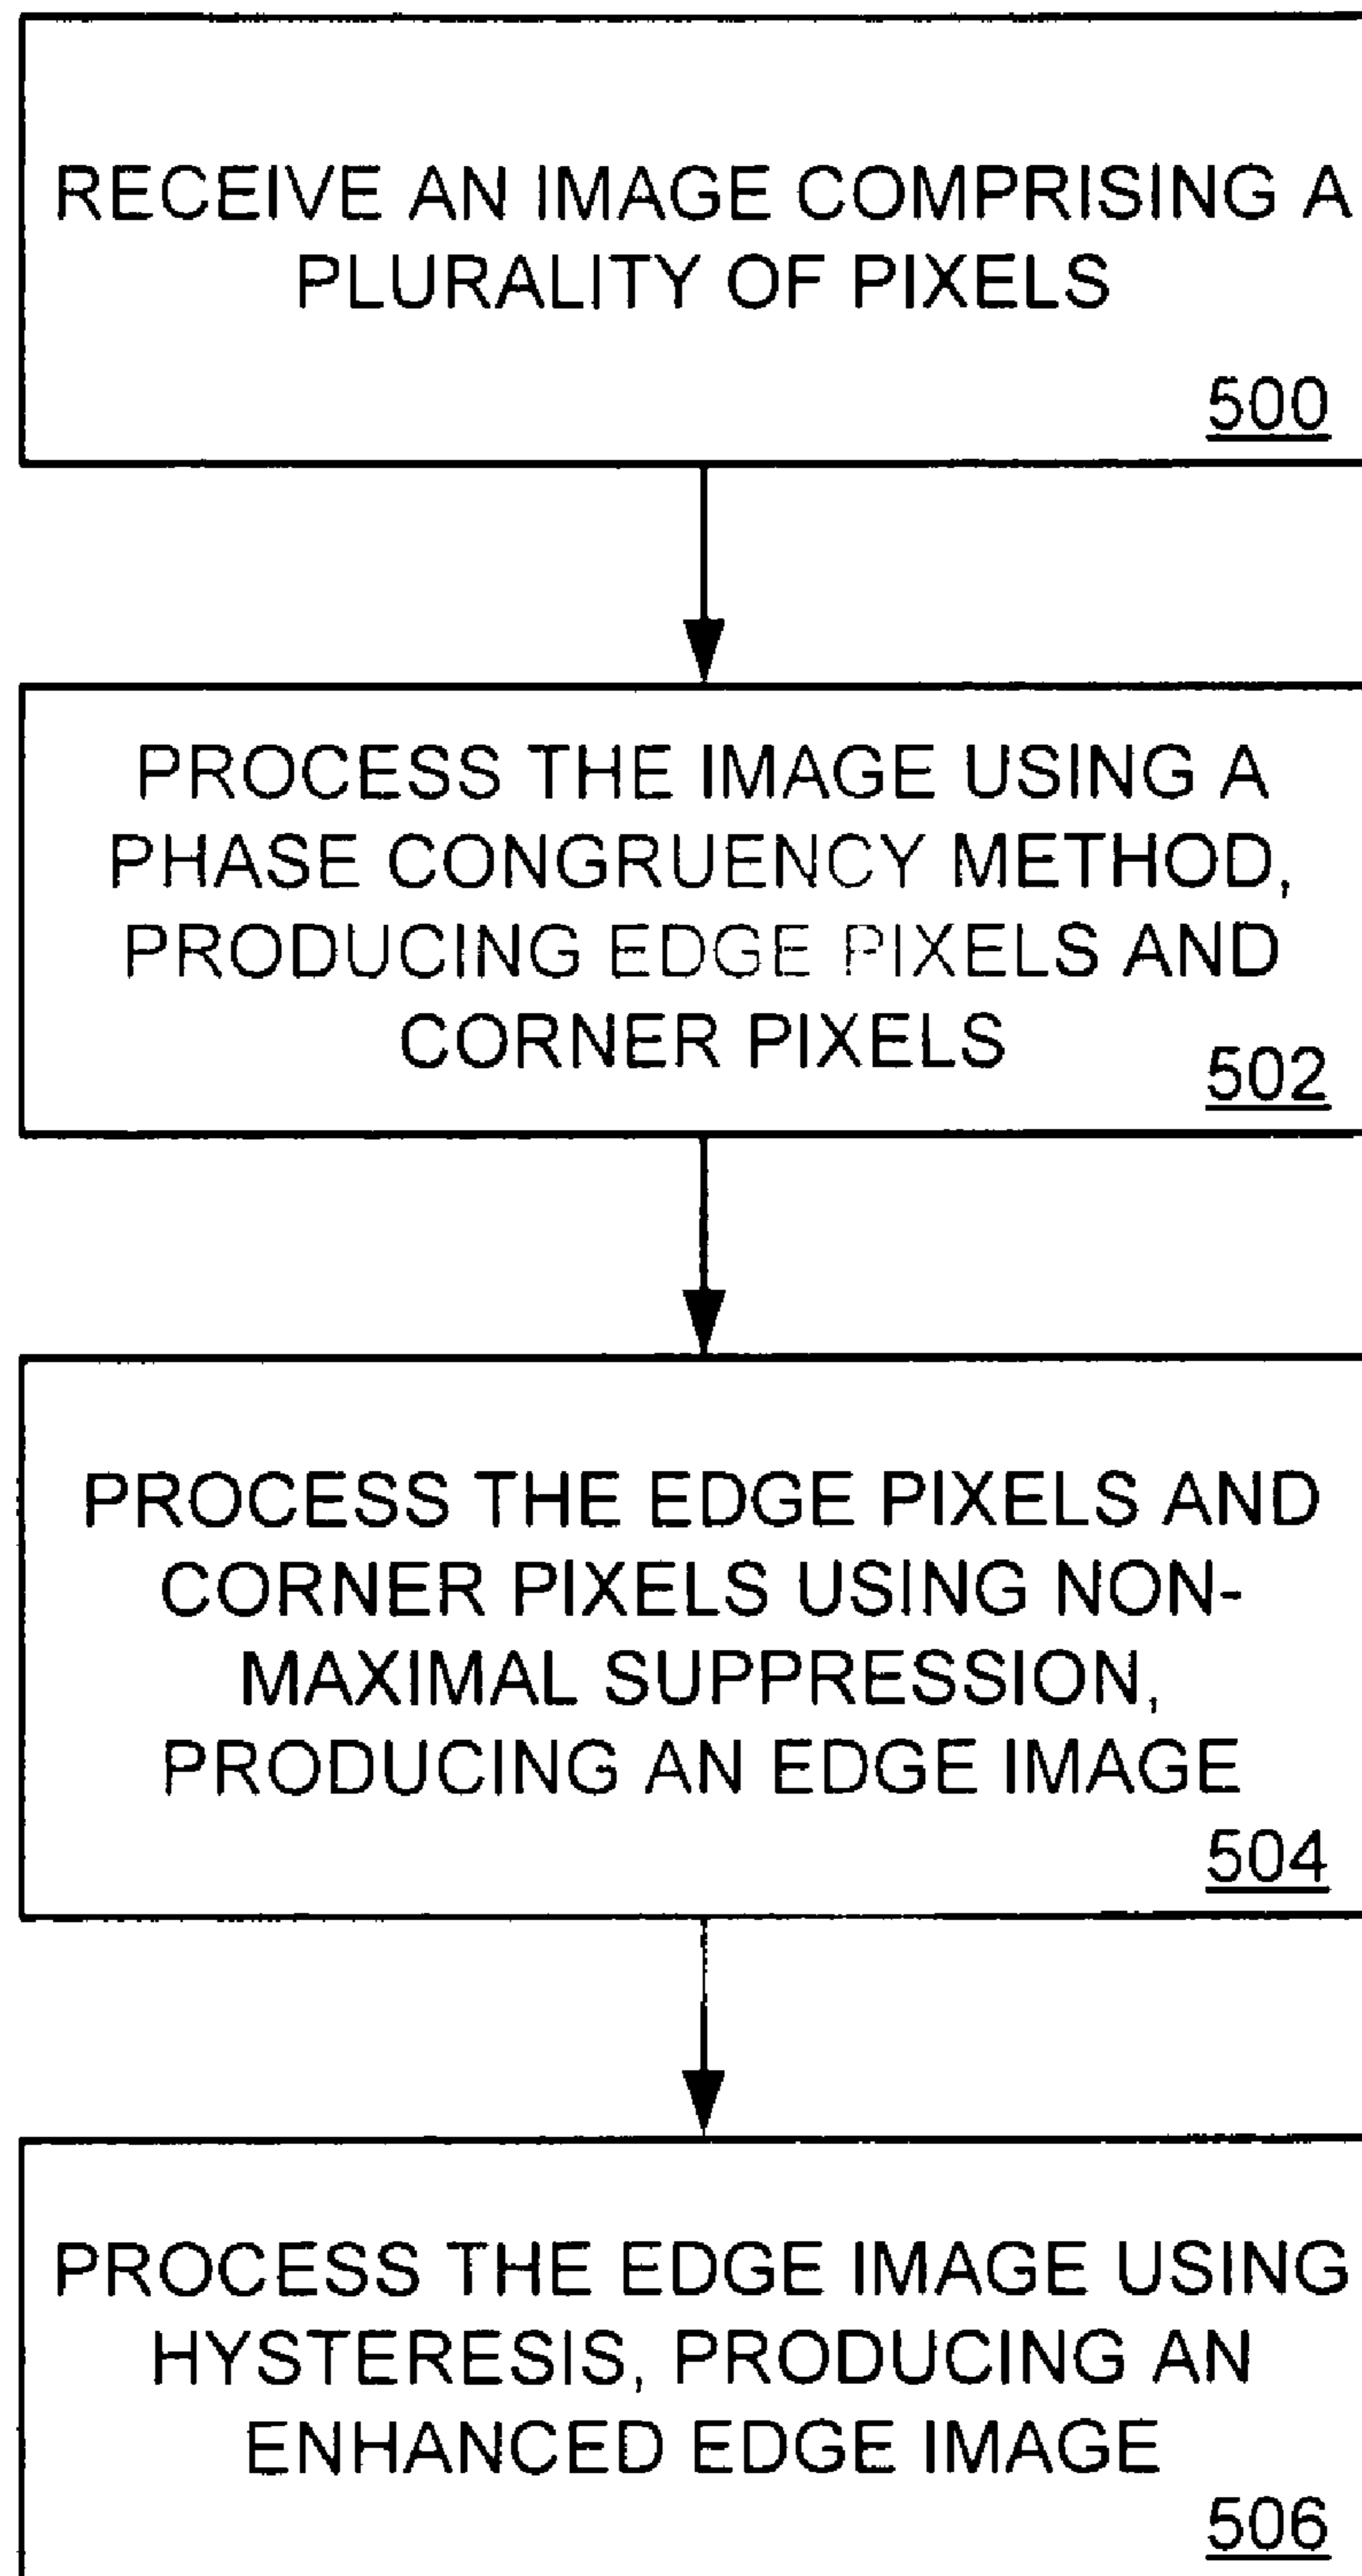 RECEIVE AN IMAGE COMPRISING A
PLURALITY OF PIXELS
500
PROCESS THE IMAGE USING A
PHASE CONGRUENCY METHOD,
PRODUCING EDGE PIXELS AND
CORNER PIXELS
502
PROCESS THE EDGE PIXELS AND
CORNER PIXELS USING NON-
MAXIMAL SUPPRESSION,
PRODUCING AN EDGE IMAGE
504
PROCESS THE EDGE IMAGE USING
HYSTERESIS, PRODUCING AN
ENHANCED EDGE IMAGE
506